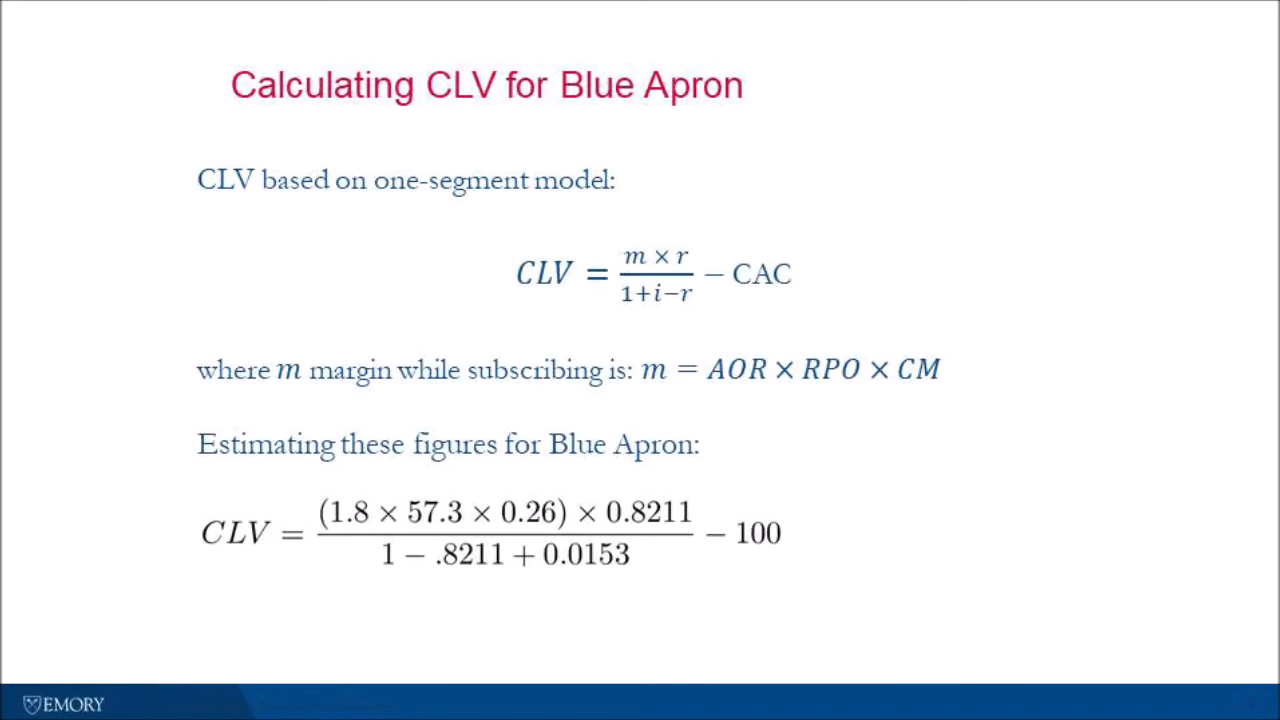 Calculating CLV for Blue Apron
CLV based on one-segment model:
CLV = \frac{m × r}{1+i−r} − CAC
where m margin while subscribing is: m = AOR × RPO × CM
Estimating these figures for Blue Apron:
CLV = \frac{(1.8 × 57.3 × 0.26) × 0.8211}{1 − .8211 + 0.0153} − 100
EMORY